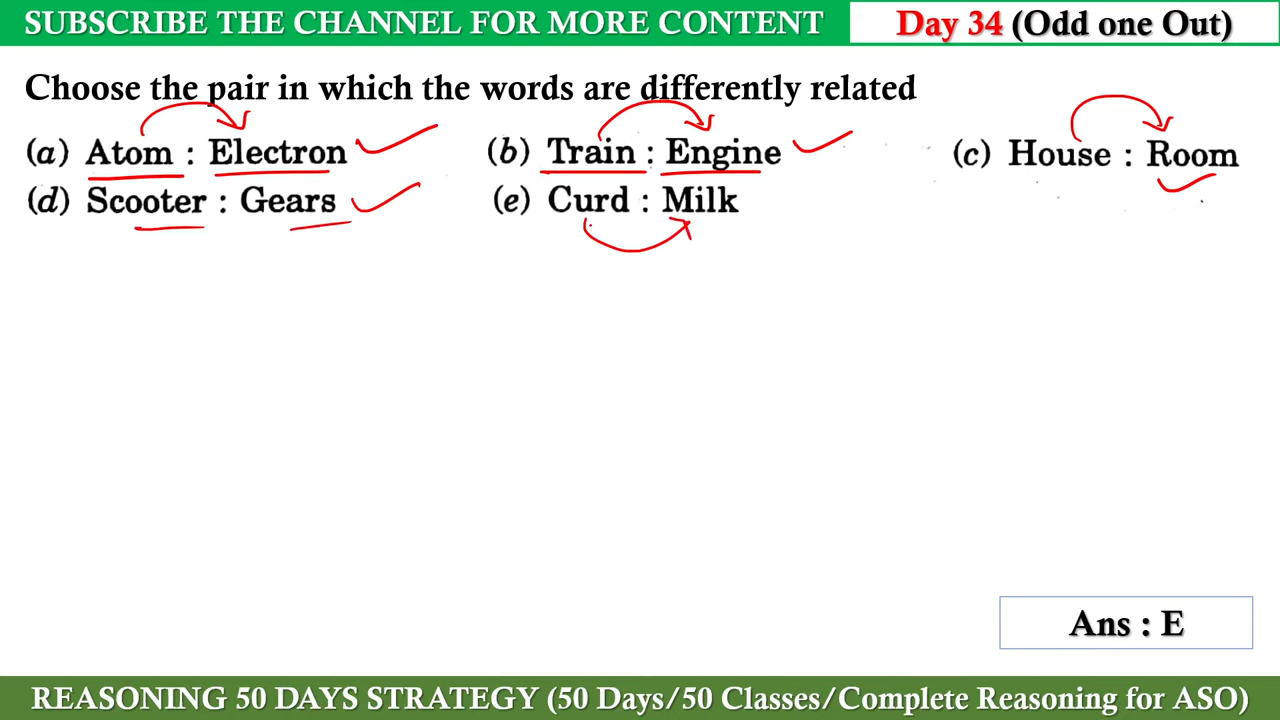 SUBSCRIBE THE CHANNEL FOR MORE CONTENT
Day 34 (Odd one Out)
Choose the pair in which the words are differently related
(a) Atom : Electron (b) Train : Engine (c) House : Room
(d) Scooter : Gears (e) Curd : Milk
Ans : E
REASONING 50 DAYS STRATEGY (50 Days/50 Classes/Complete Reasoning for ASO)